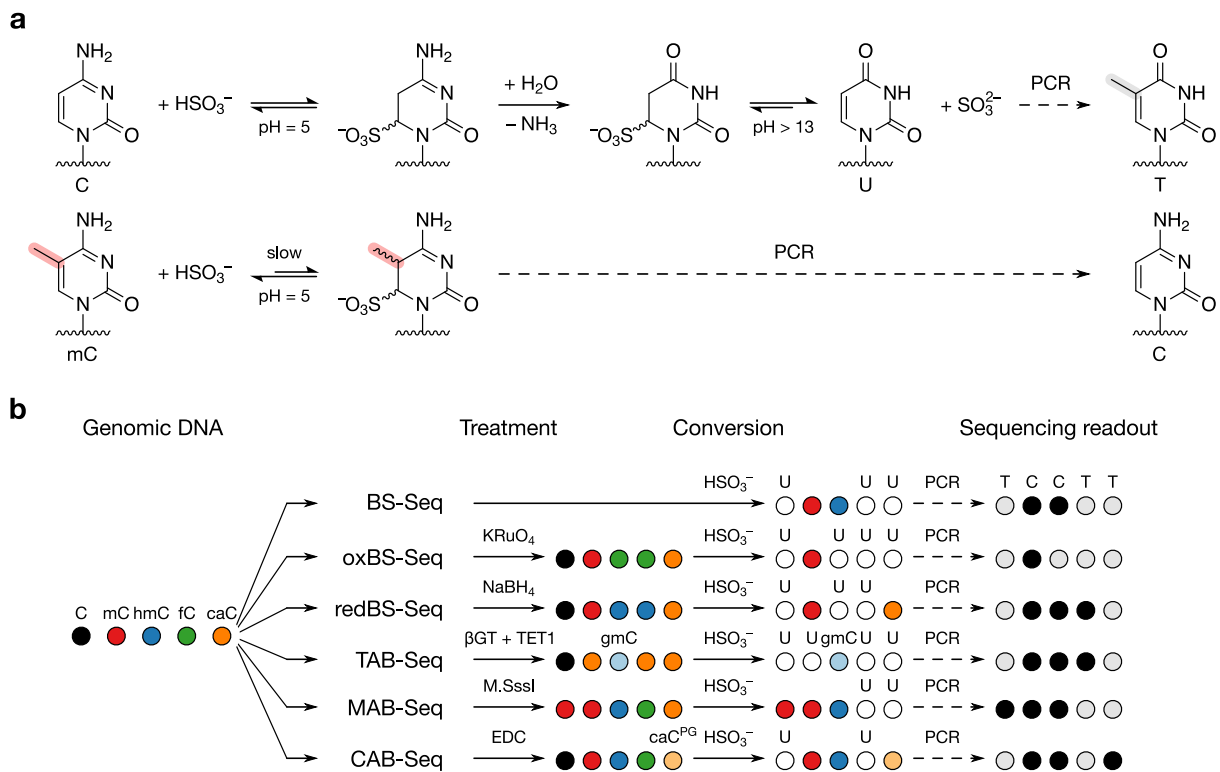 a
NH2 NH2 O O O
+ HSO3− N pH = 5 N + H2O − NH3 NH pH > 13 NH + SO32− PCR NH
N O −O3S N O −O3S N O N O N O
C U T
NH2 NH2 NH2
mC + HSO3− slow pH = 5 N −O3S N O PCR N
N O N O
C
b
Genomic DNA Treatment Conversion Sequencing readout
BS-Seq HSO3− U U U PCR T C C T T
oxBS-Seq KRuO4 HSO3− U U U U PCR
redBS-Seq NaBH4 HSO3− U U U PCR
C mC hmC fC caC
TAB-Seq βGT + TET1 gmC HSO3− U U gmC U U PCR
MAB-Seq M.SssI HSO3− U U PCR
CAB-Seq EDC caCPG HSO3− U U PCR